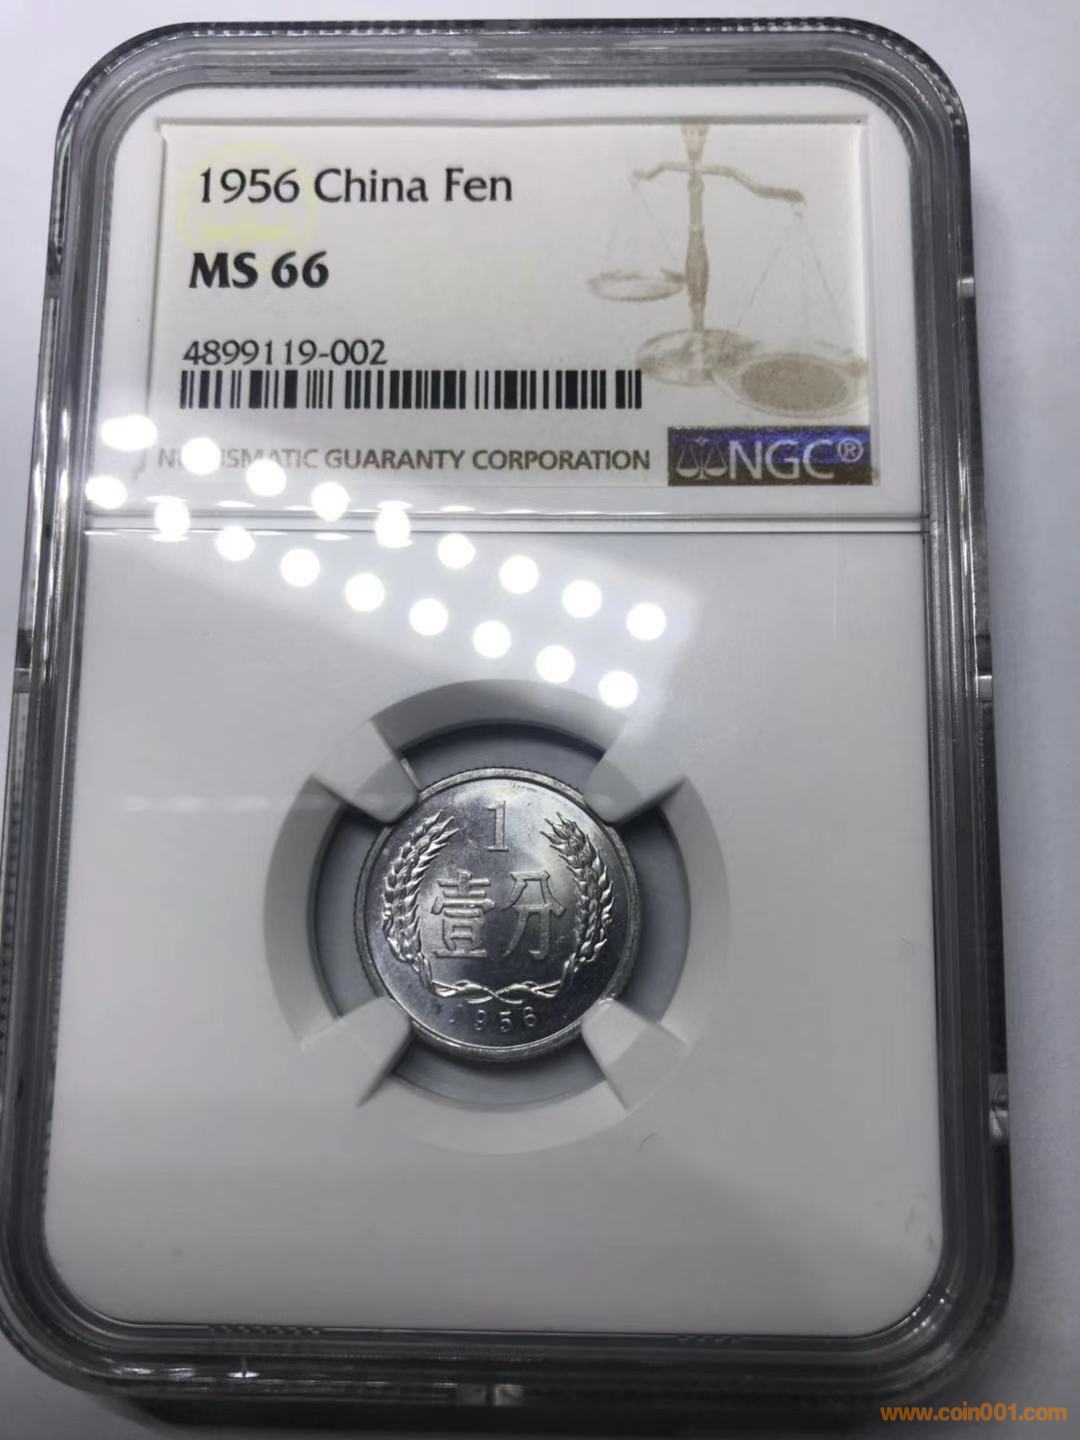 1956 China Fen
MS 66
4899119-002
NUMISMATIC GUARANTY CORPORATION
NGC®
1
壹分
1956
www.coin001.com